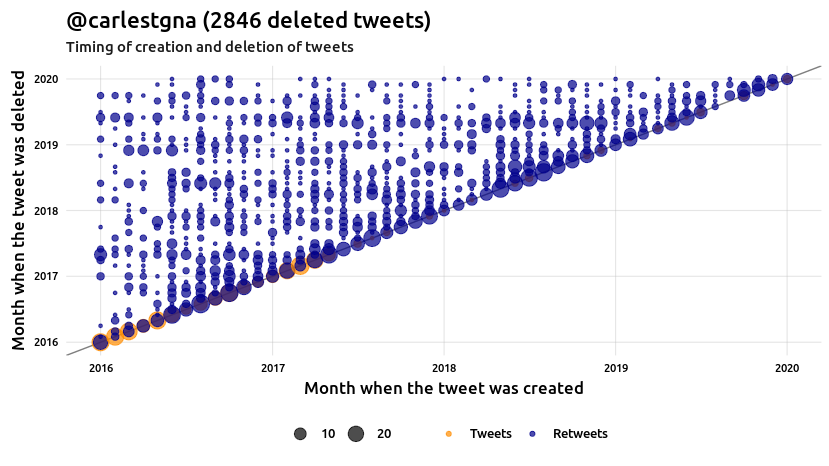 @carlestgna (2846 deleted tweets)
Timing of creation and deletion of tweets
Month when the tweet was deleted
2020
2019
2018
2017
2016
2016 2017 2018 2019 2020
Month when the tweet was created
10 20 Tweets Retweets